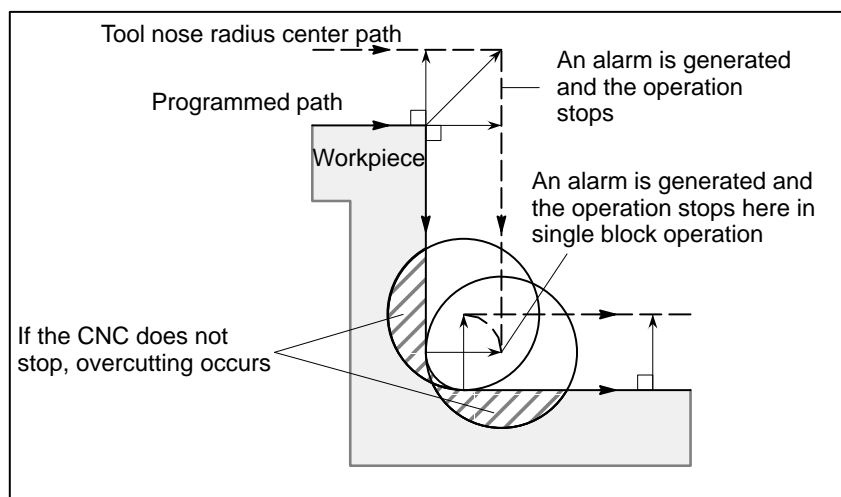 Tool nose radius center path
An alarm is generated
and the operation
stops
Programmed path
Workpiece
An alarm is generated and
the operation stops here in
single block operation
If the CNC does not
stop, overcutting occurs